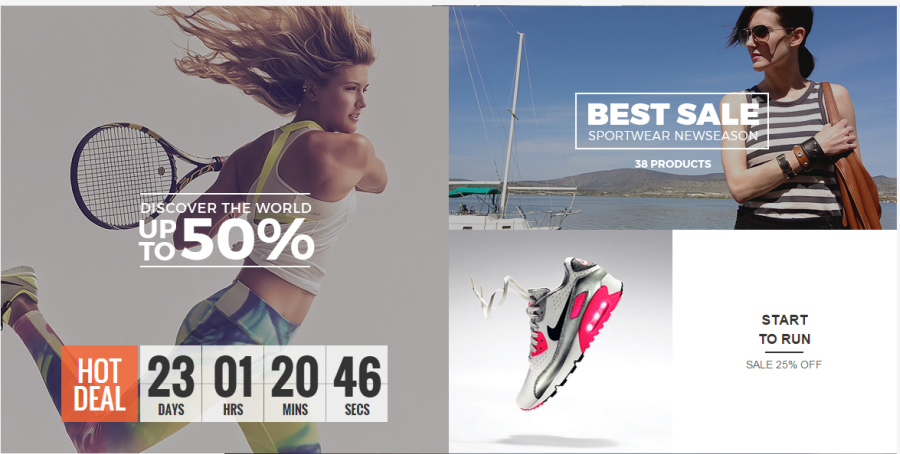 DISCOVER THE WORLD
UP TO 50%
HOT DEAL
23 DAYS 01 HRS 20 MINS 46 SECS
BEST SALE
SPORTWEAR NEWSEASON
38 PRODUCTS
START
TO RUN
SALE 25% OFF